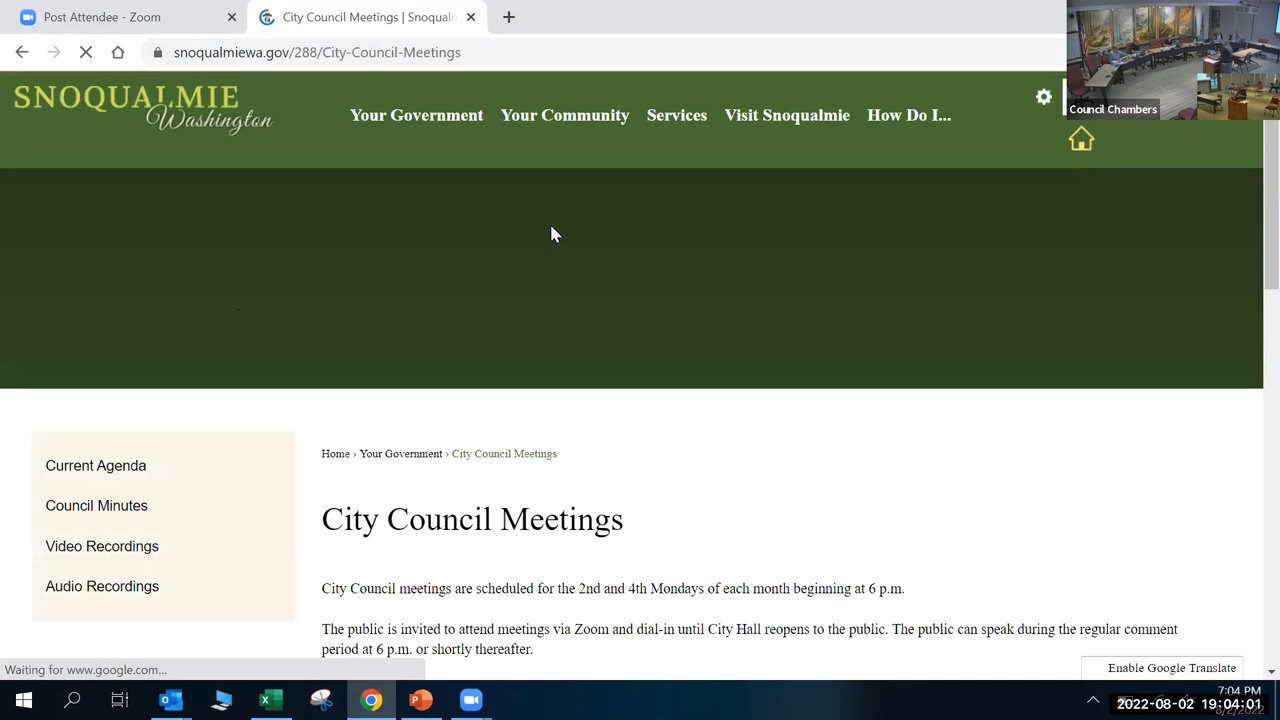 Post Attendee - Zoom
City Council Meetings | Snoqualm
snoqualmiewa.gov/288/City-Council-Meetings
Council Chambers
SNOQUALMIE
Washington
Your Government
Your Community
Services
Visit Snoqualmie
How Do I...
Current Agenda
Council Minutes
Video Recordings
Audio Recordings
Home › Your Government › City Council Meetings
City Council Meetings
City Council meetings are scheduled for the 2nd and 4th Mondays of each month beginning at 6 p.m.
The public is invited to attend meetings via Zoom and dial-in until City Hall reopens to the public. The public can speak during the regular comment
period at 6 p.m. or shortly thereafter.
Waiting for www.google.com...
Enable Google Translate
7:04 PM
2022-08-02 19:04:01